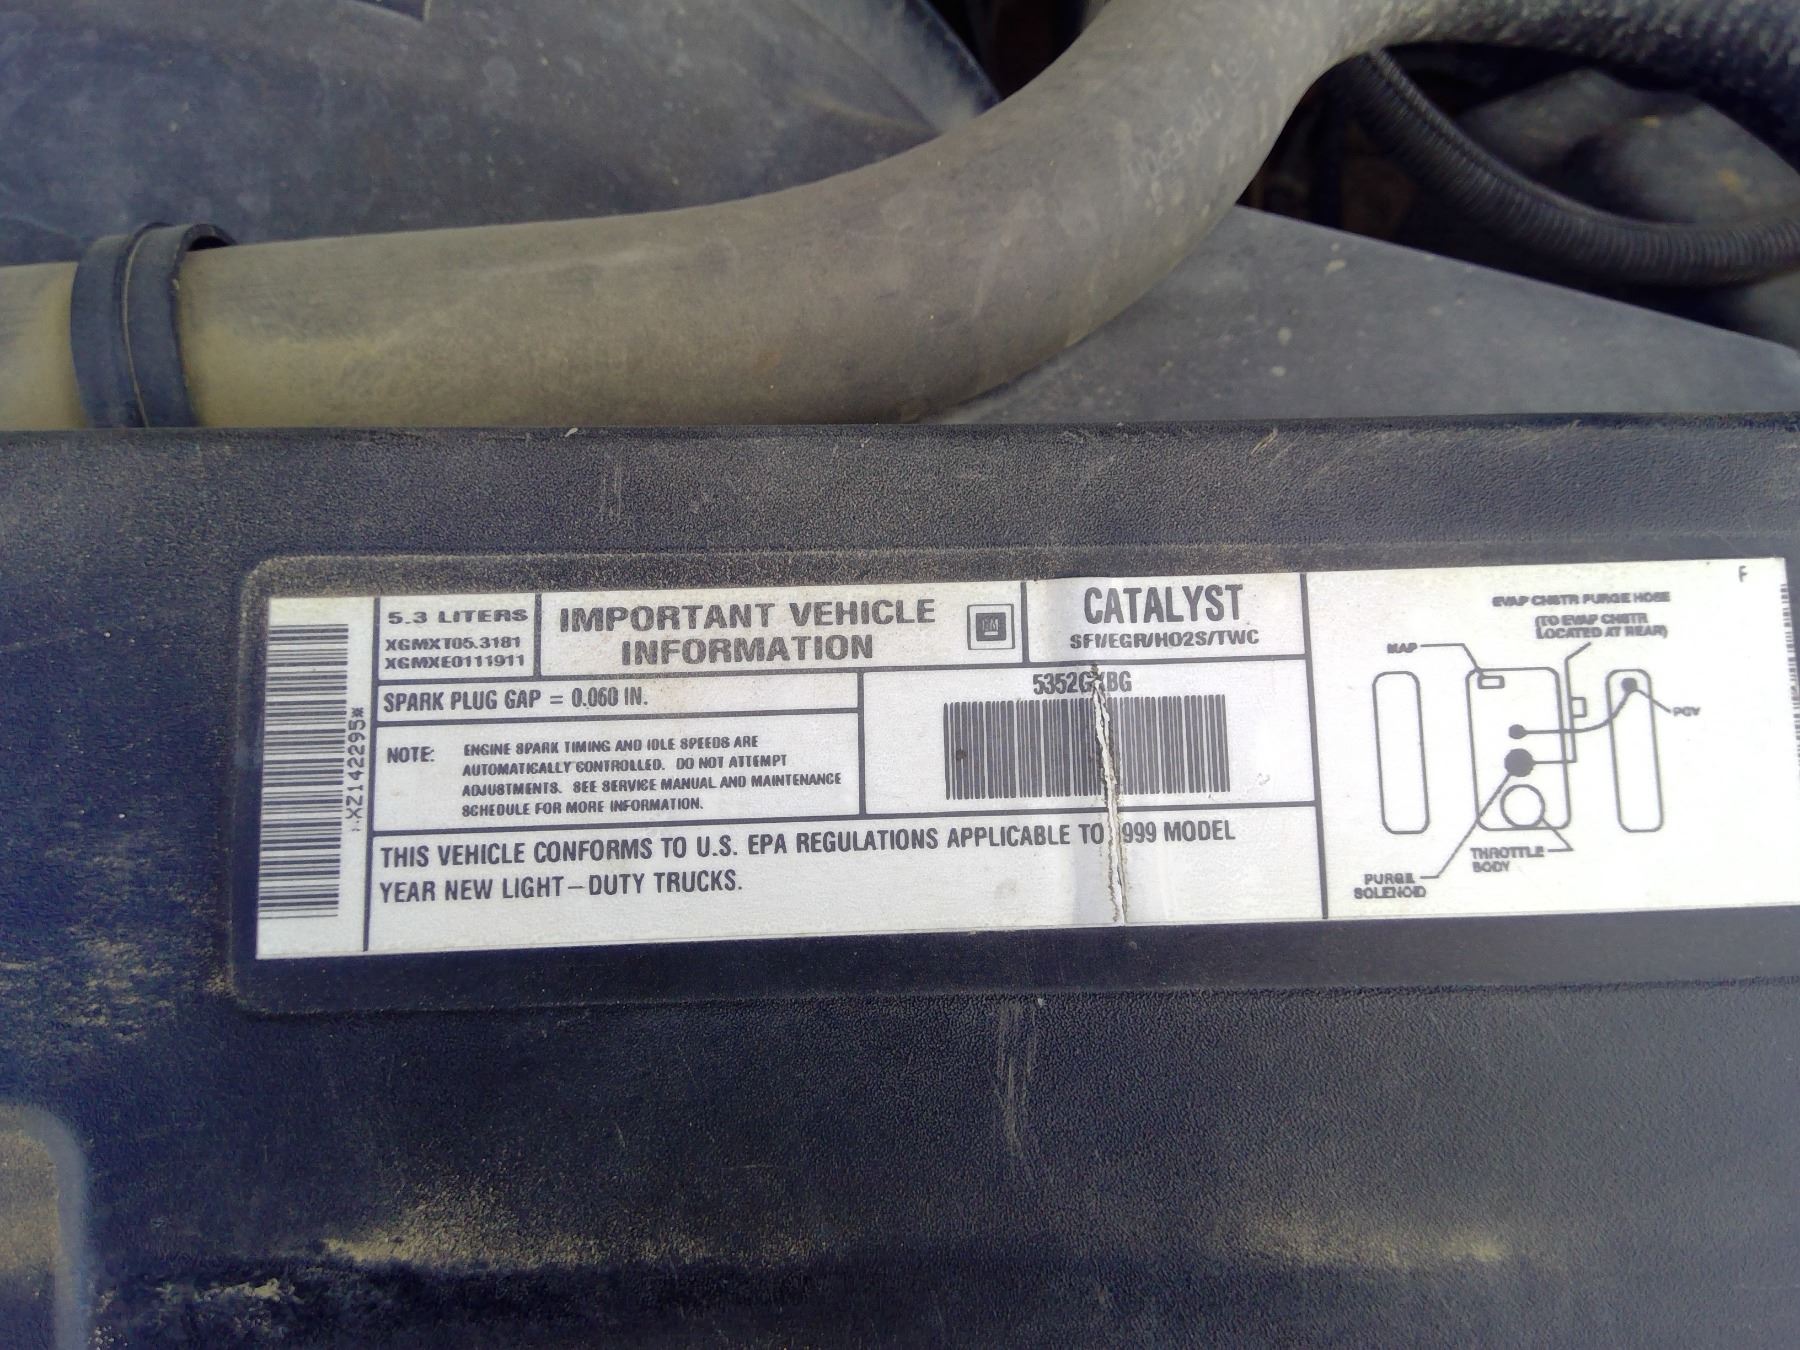 *XZ142295*
5.3 LITERS
XGMXT05.3181
XGMXE0111911
IMPORTANT VEHICLE
INFORMATION
GM
CATALYST
SFI/EGR/HO2S/TWC
SPARK PLUG GAP = 0.060 IN.
NOTE: ENGINE SPARK TIMING AND IDLE SPEEDS ARE
AUTOMATICALLY CONTROLLED. DO NOT ATTEMPT
ADJUSTMENTS. SEE SERVICE MANUAL AND MAINTENANCE
SCHEDULE FOR MORE INFORMATION.
THIS VEHICLE CONFORMS TO U.S. EPA REGULATIONS APPLICABLE TO 1999 MODEL
YEAR NEW LIGHT-DUTY TRUCKS.
F
EVAP CNSTR PURGE HOSE
(TO EVAP CNSTR
LOCATED AT REAR)
MAP
PCV
THROTTLE
BODY
PURGE
SOLENOID